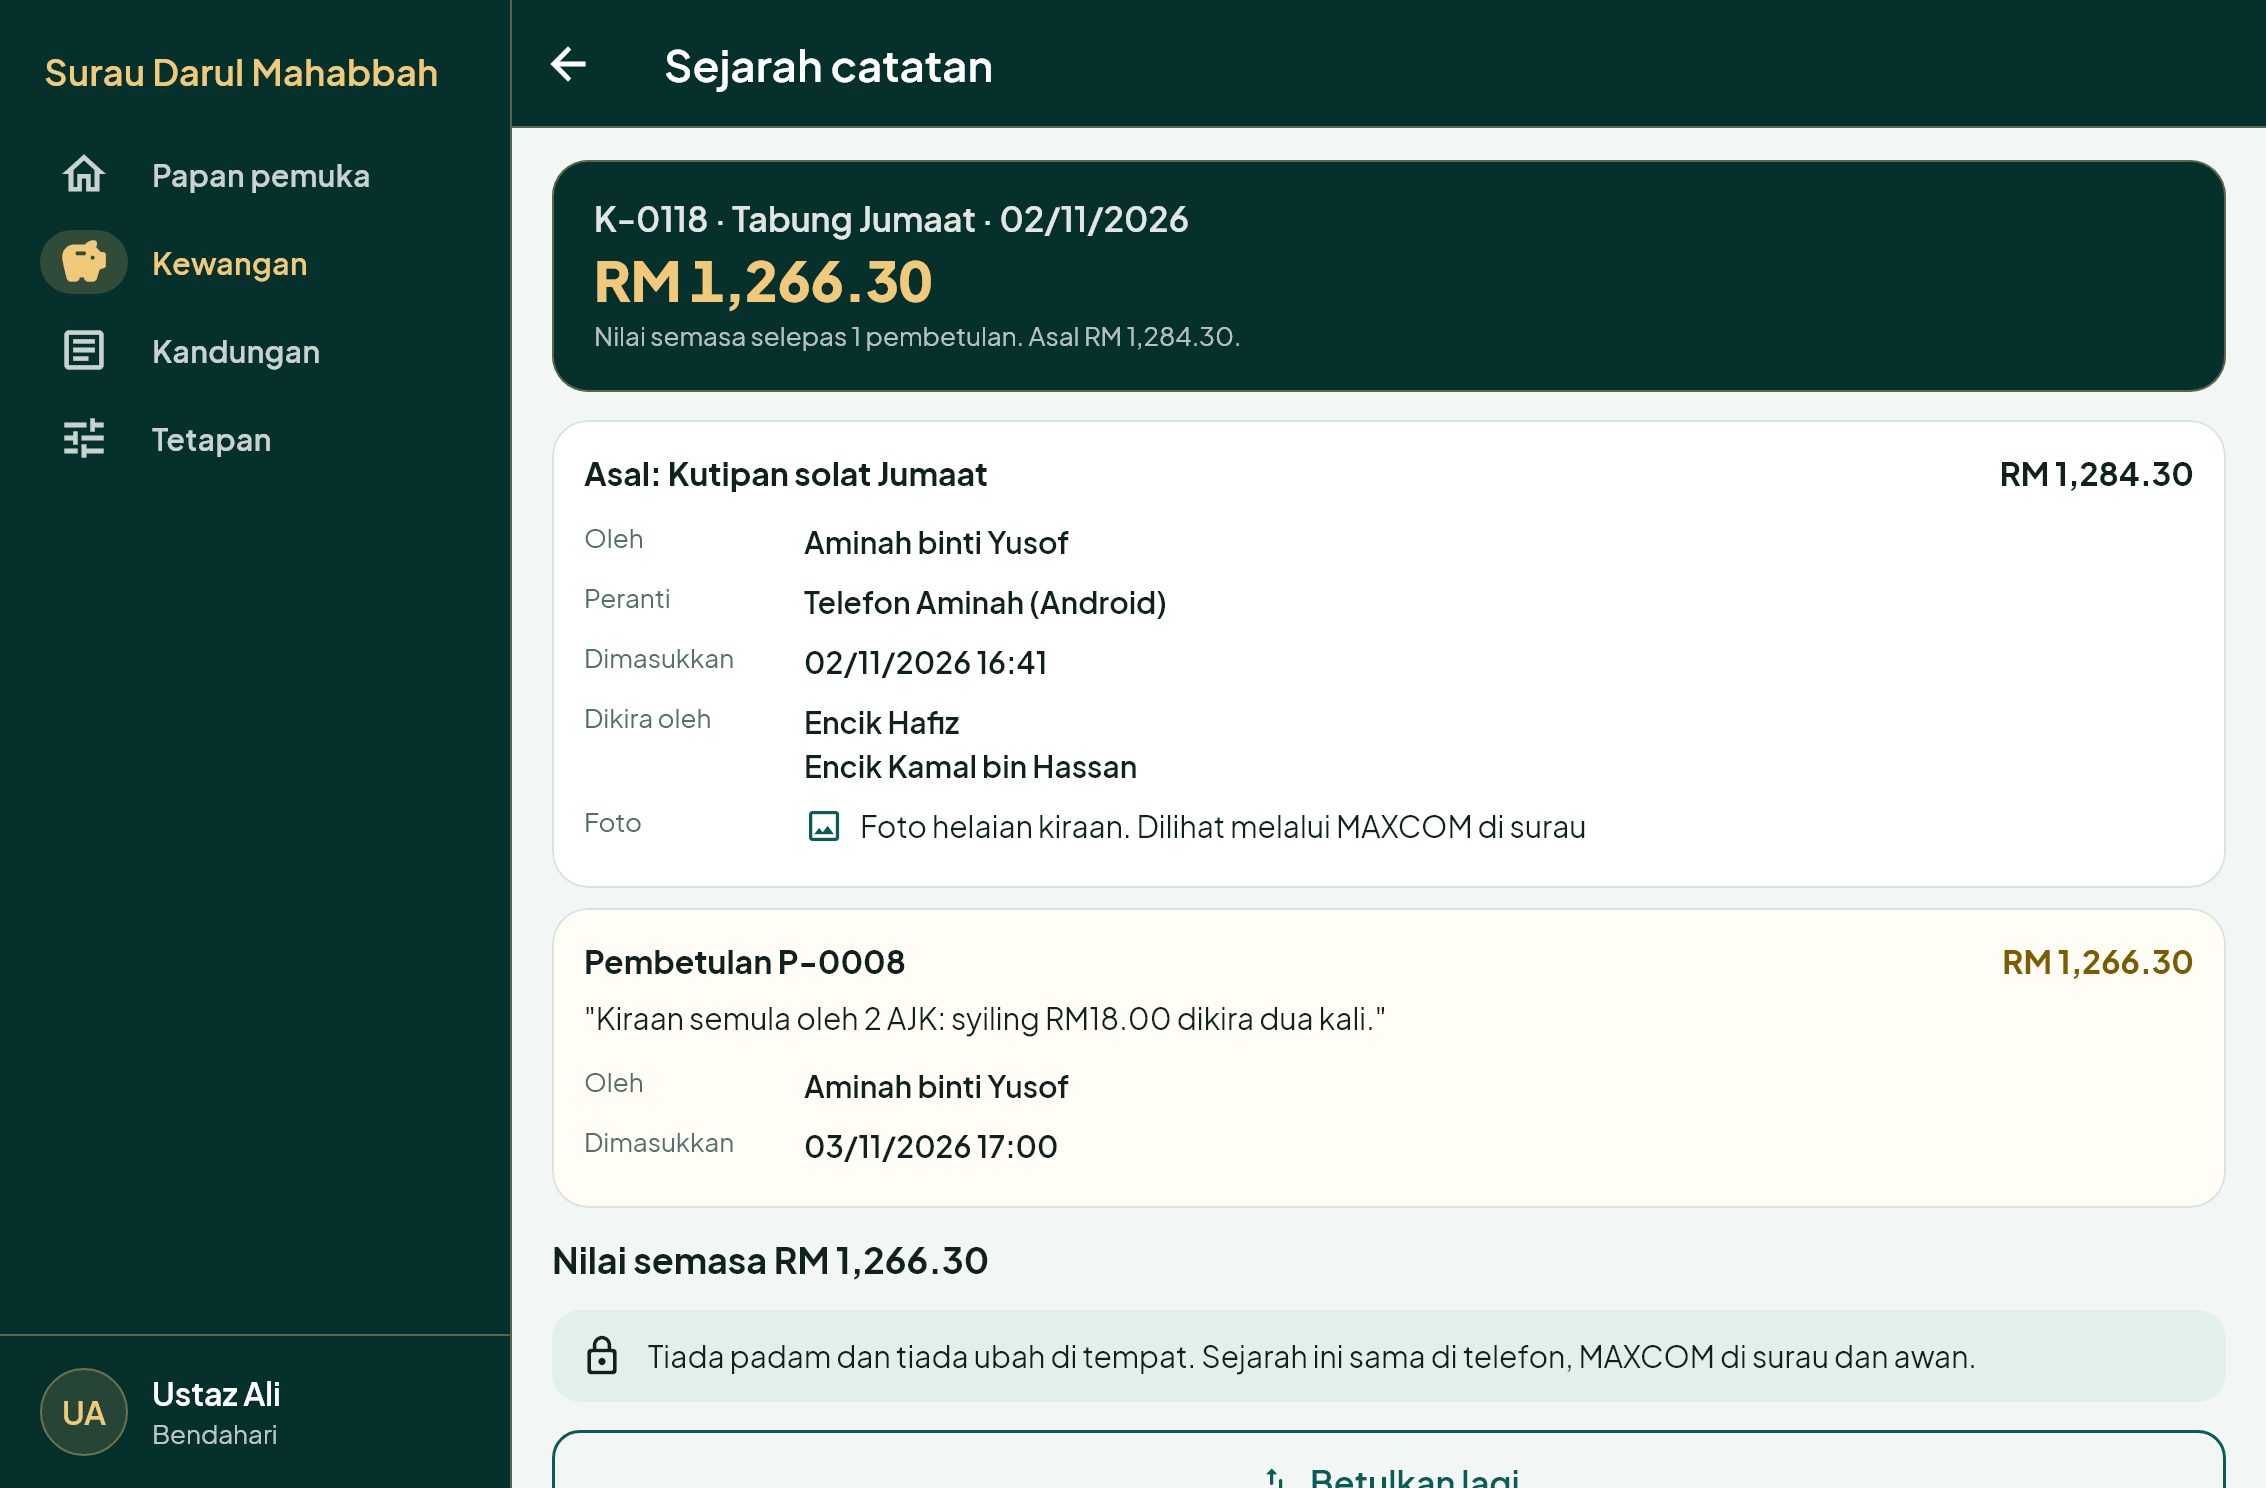 Surau Darul Mahabbah
Papan pemuka
Kewangan
Kandungan
Tetapan
UA
Ustaz Ali
Bendahari
Sejarah catatan
K-0118 · Tabung Jumaat · 02/11/2026
RM 1,266.30
Nilai semasa selepas 1 pembetulan. Asal RM 1,284.30.
Asal: Kutipan solat Jumaat RM 1,284.30
Oleh Aminah binti Yusof
Peranti Telefon Aminah (Android)
Dimasukkan 02/11/2026 16:41
Dikira oleh Encik Hafiz
Encik Kamal bin Hassan
Foto Foto helaian kiraan. Dilihat melalui MAXCOM di surau
Pembetulan P-0008 RM 1,266.30
"Kiraan semula oleh 2 AJK: syiling RM18.00 dikira dua kali."
Oleh Aminah binti Yusof
Dimasukkan 03/11/2026 17:00
Nilai semasa RM 1,266.30
Tiada padam dan tiada ubah di tempat. Sejarah ini sama di telefon, MAXCOM di surau dan awan.
Betulkan lagi